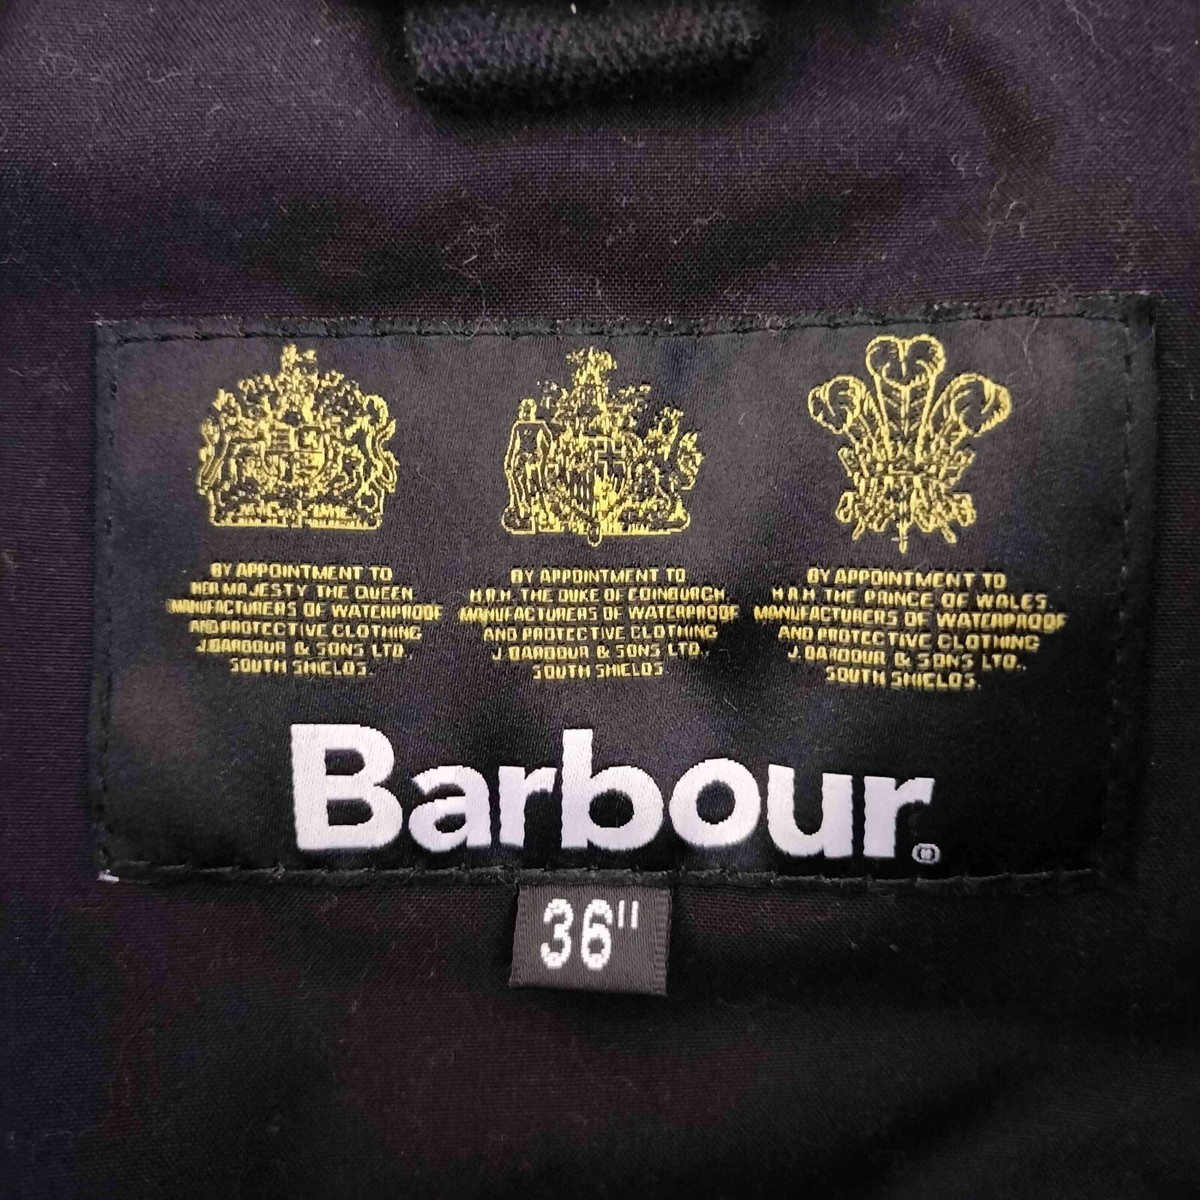 BY APPOINTMENT TO
HER MAJESTY THE QUEEN
MANUFACTURERS OF WATERPROOF
AND PROTECTIVE CLOTHING
J. BARBOUR & SONS LTD.,
SOUTH SHIELDS.
BY APPOINTMENT TO
H.R.H. THE DUKE OF EDINBURGH
MANUFACTURERS OF WATERPROOF
AND PROTECTIVE CLOTHING
J. BARBOUR & SONS LTD.,
SOUTH SHIELDS
BY APPOINTMENT TO
H.R.H. THE PRINCE OF WALES.
MANUFACTURERS OF WATERPROOF
AND PROTECTIVE CLOTHING
J. BARBOUR & SONS LTD.,
SOUTH SHIELDS.
Barbour®
36"